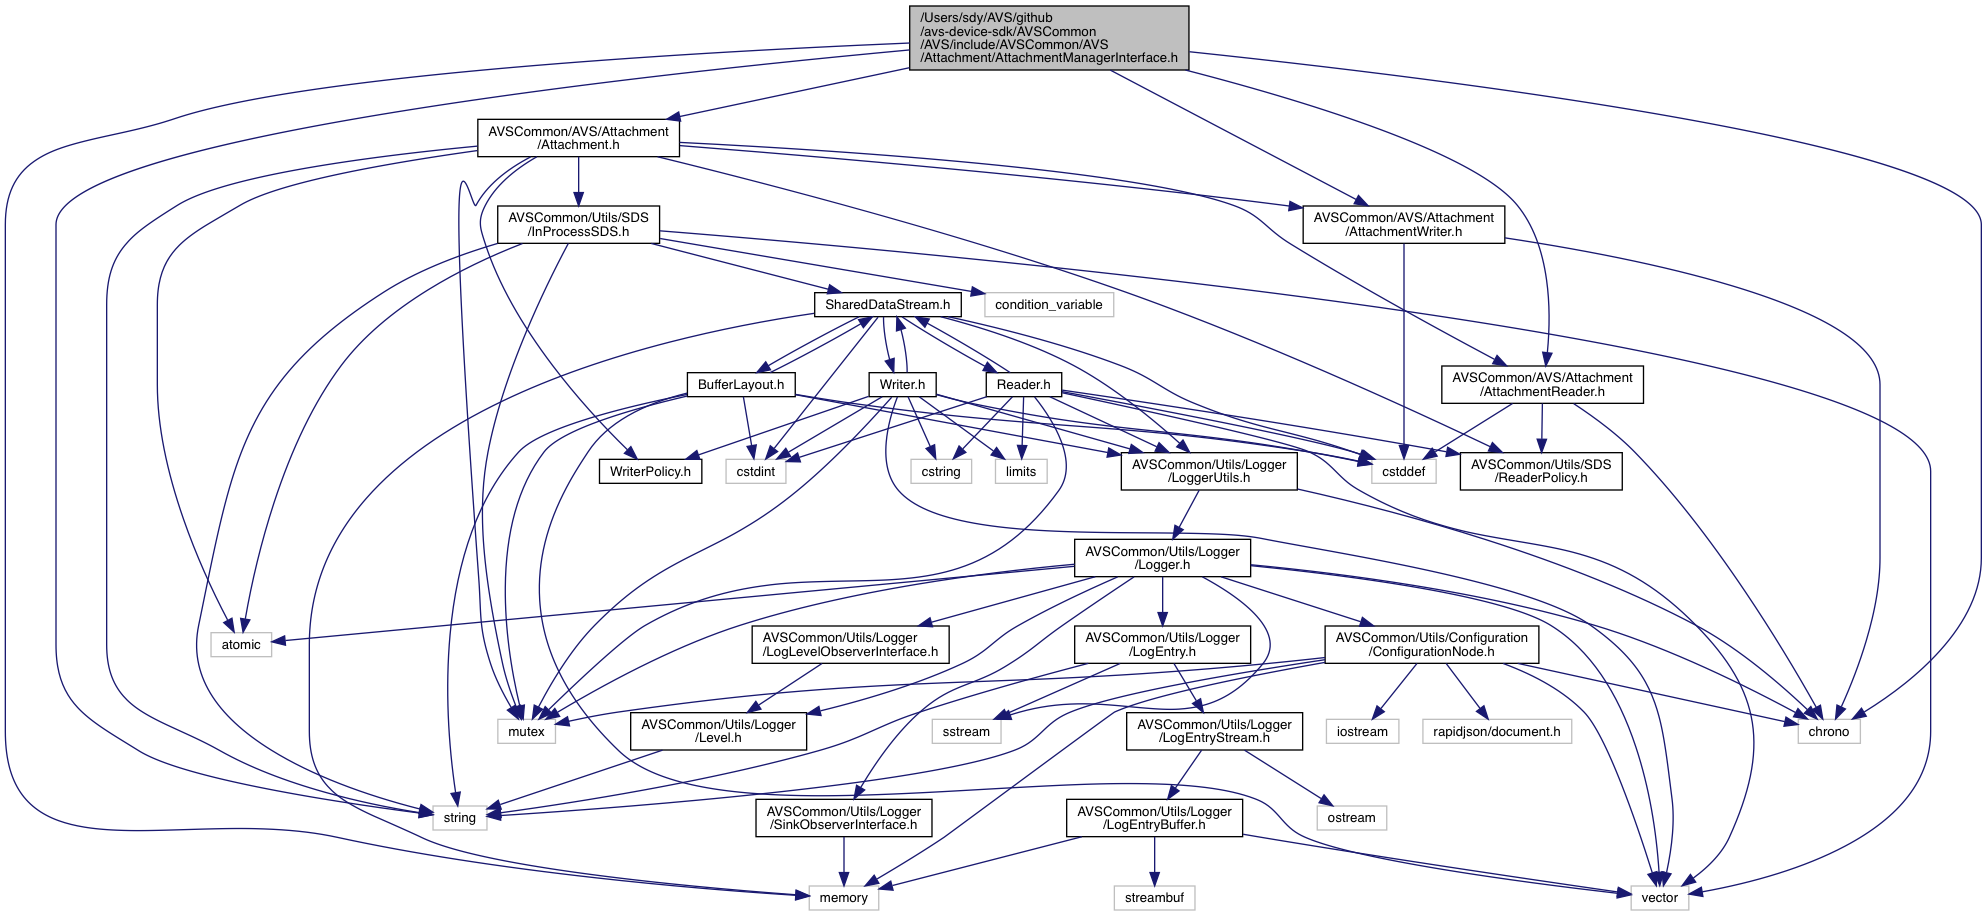 /Users/sdy/AVS/github
/avs-device-sdk/AVSCommon
/AVS/include/AVSCommon/AVS
/Attachment/AttachmentManagerInterface.h
AVSCommon/AVS/Attachment
/Attachment.h
AVSCommon/Utils/SDS
/InProcessSDS.h
AVSCommon/AVS/Attachment
/AttachmentWriter.h
SharedDataStream.h
condition_variable
BufferLayout.h
Writer.h
Reader.h
AVSCommon/AVS/Attachment
/AttachmentReader.h
WriterPolicy.h
cstdint
cstring
limits
AVSCommon/Utils/Logger
/LoggerUtils.h
cstddef
AVSCommon/Utils/SDS
/ReaderPolicy.h
AVSCommon/Utils/Logger
/Logger.h
atomic
AVSCommon/Utils/Logger
/LogLevelObserverInterface.h
AVSCommon/Utils/Logger
/LogEntry.h
AVSCommon/Utils/Configuration
/ConfigurationNode.h
mutex
AVSCommon/Utils/Logger
/Level.h
sstream
AVSCommon/Utils/Logger
/LogEntryStream.h
iostream
rapidjson/document.h
chrono
string
AVSCommon/Utils/Logger
/SinkObserverInterface.h
AVSCommon/Utils/Logger
/LogEntryBuffer.h
ostream
memory
streambuf
vector